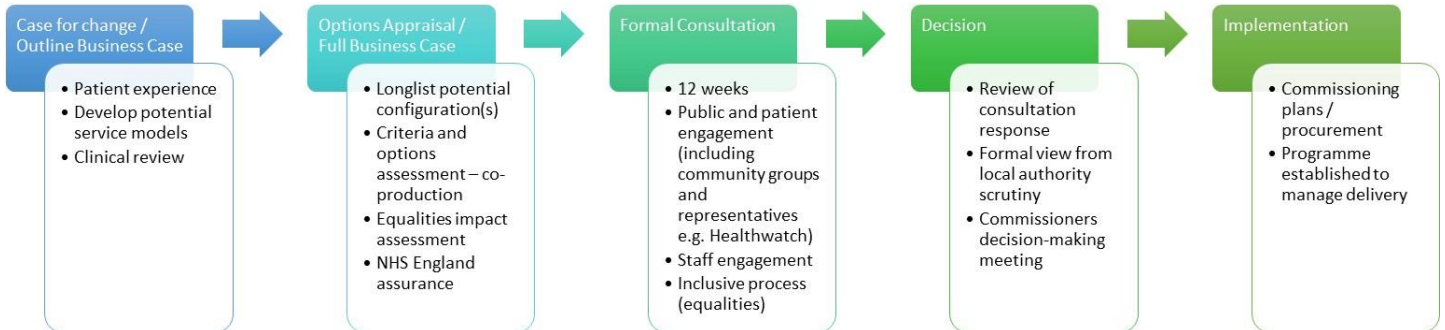 Case for change /
Outline Business Case
• Patient experience
• Develop potential
service models
• Clinical review
Options Appraisal /
Full Business Case
• Longlist potential
configuration(s)
• Criteria and
options
assessment – co-
production
• Equalities impact
assessment
• NHS England
assurance
Formal Consultation
• 12 weeks
• Public and patient
engagement
(including
community groups
and
representatives
e.g. Healthwatch)
• Staff engagement
• Inclusive process
(equalities)
Decision
• Review of
consultation
response
• Formal view from
local authority
scrutiny
• Commissioners
decision-making
meeting
Implementation
• Commissioning
plans /
procurement
• Programme
established to
manage delivery